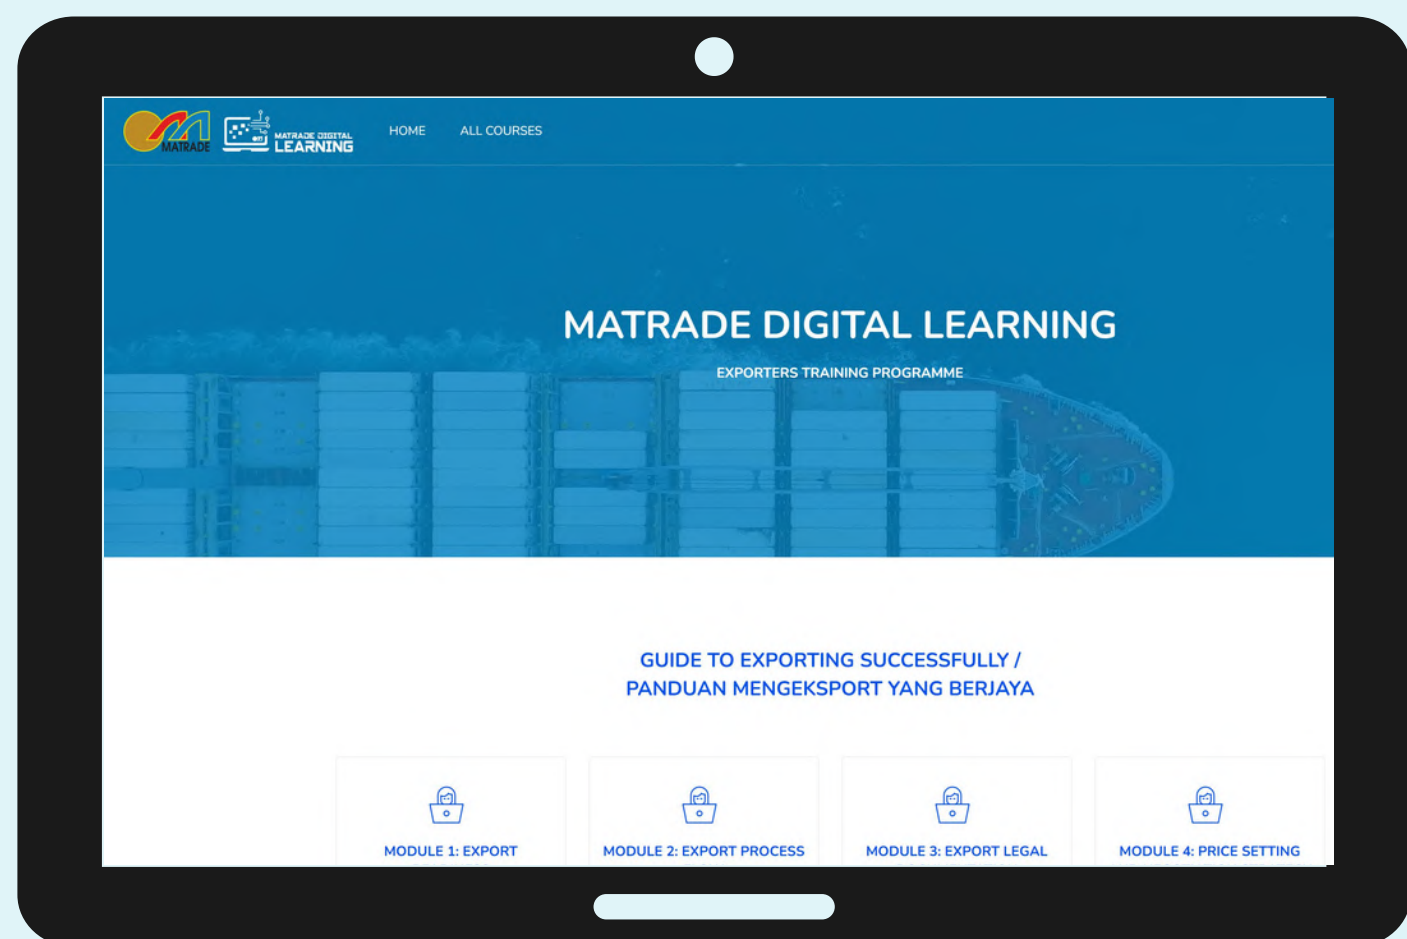 MATRADE
MATRADE DIGITAL
LEARNING
HOME
ALL COURSES
MATRADE DIGITAL LEARNING
EXPORTERS TRAINING PROGRAMME
GUIDE TO EXPORTING SUCCESSFULLY /
PANDUAN MENGEKSPORT YANG BERJAYA
MODULE 1: EXPORT
MODULE 2: EXPORT PROCESS
MODULE 3: EXPORT LEGAL
MODULE 4: PRICE SETTING